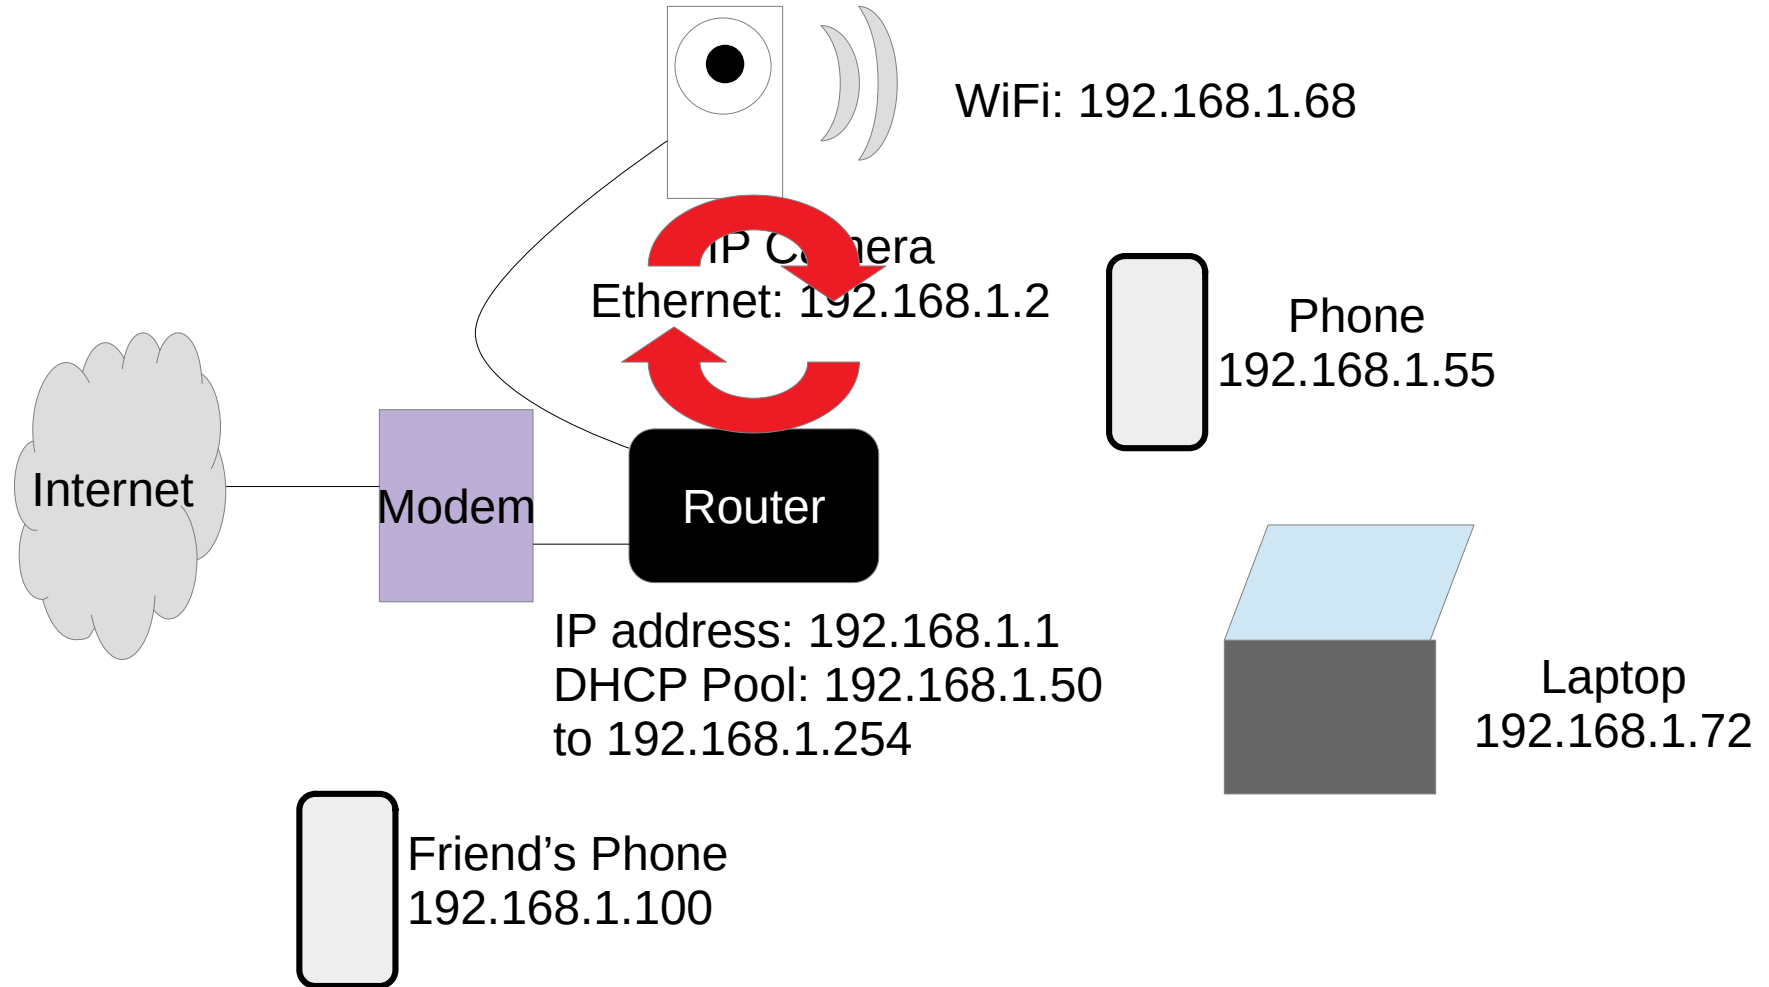 WiFi: 192.168.1.68
IP Camera
Ethernet: 192.168.1.2
Phone
192.168.1.55
Internet
Modem
Router
IP address: 192.168.1.1
DHCP Pool: 192.168.1.50
to 192.168.1.254
Laptop
192.168.1.72
Friend’s Phone
192.168.1.100